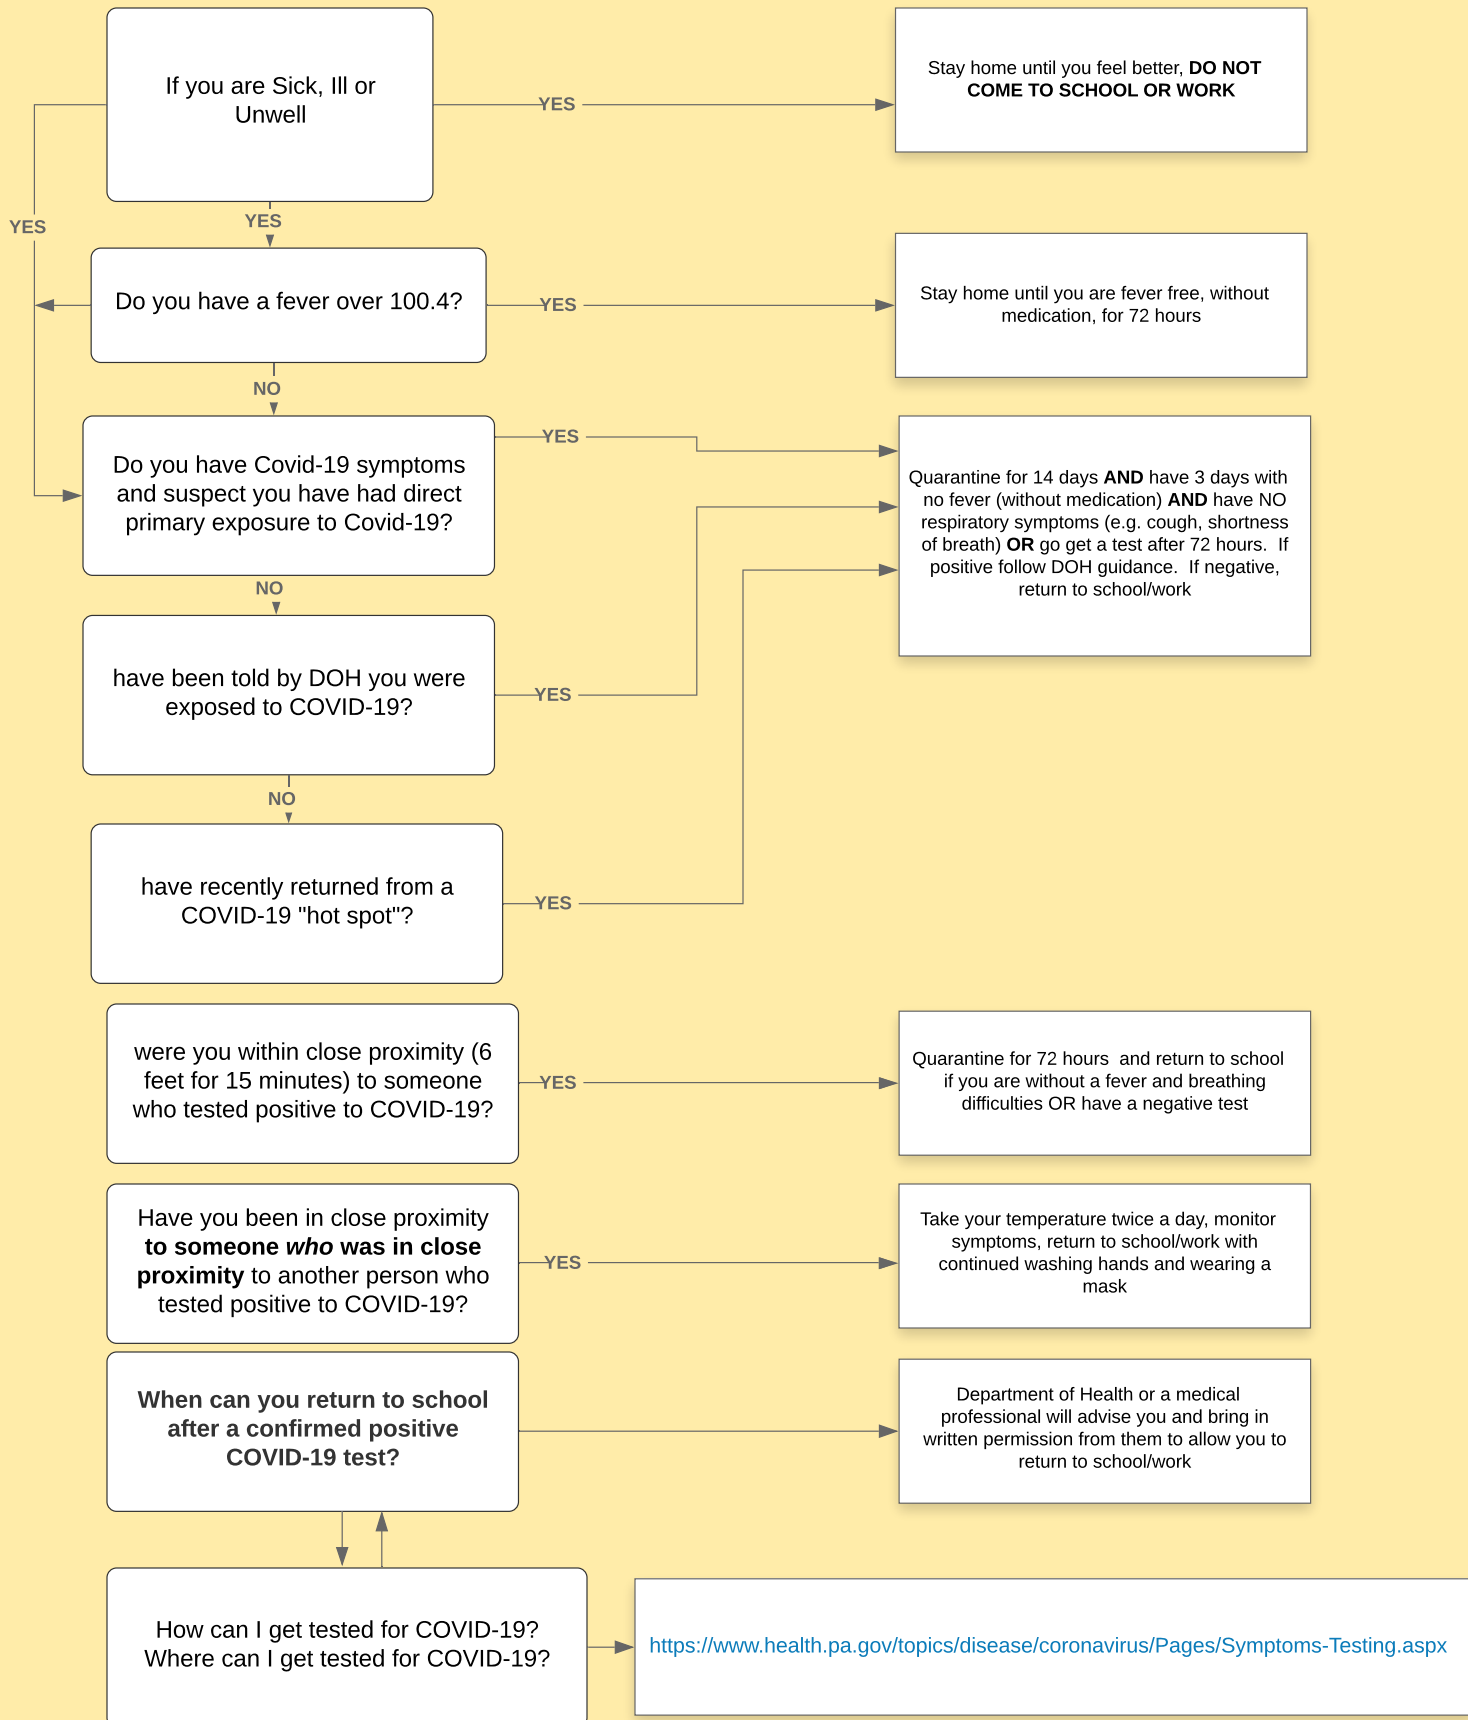 If you are Sick, Ill or
Unwell
YES
Stay home until you feel better, DO NOT
COME TO SCHOOL OR WORK
YES
YES
Do you have a fever over 100.4?
YES
Stay home until you are fever free, without
medication, for 72 hours
NO
Do you have Covid-19 symptoms
and suspect you have had direct
primary exposure to Covid-19?
YES
Quarantine for 14 days AND have 3 days with
no fever (without medication) AND have NO
respiratory symptoms (e.g. cough, shortness
of breath) OR go get a test after 72 hours. If
positive follow DOH guidance. If negative,
return to school/work
NO
have been told by DOH you were
exposed to COVID-19?
YES
NO
have recently returned from a
COVID-19 "hot spot"?
YES
were you within close proximity (6
feet for 15 minutes) to someone
who tested positive to COVID-19?
YES
Quarantine for 72 hours and return to school
if you are without a fever and breathing
difficulties OR have a negative test
Have you been in close proximity
to someone who was in close
proximity to another person who
tested positive to COVID-19?
YES
Take your temperature twice a day, monitor
symptoms, return to school/work with
continued washing hands and wearing a
mask
When can you return to school
after a confirmed positive
COVID-19 test?
Department of Health or a medical
professional will advise you and bring in
written permission from them to allow you to
return to school/work
How can I get tested for COVID-19?
Where can I get tested for COVID-19?
https://www.health.pa.gov/topics/disease/coronavirus/Pages/Symptoms-Testing.aspx